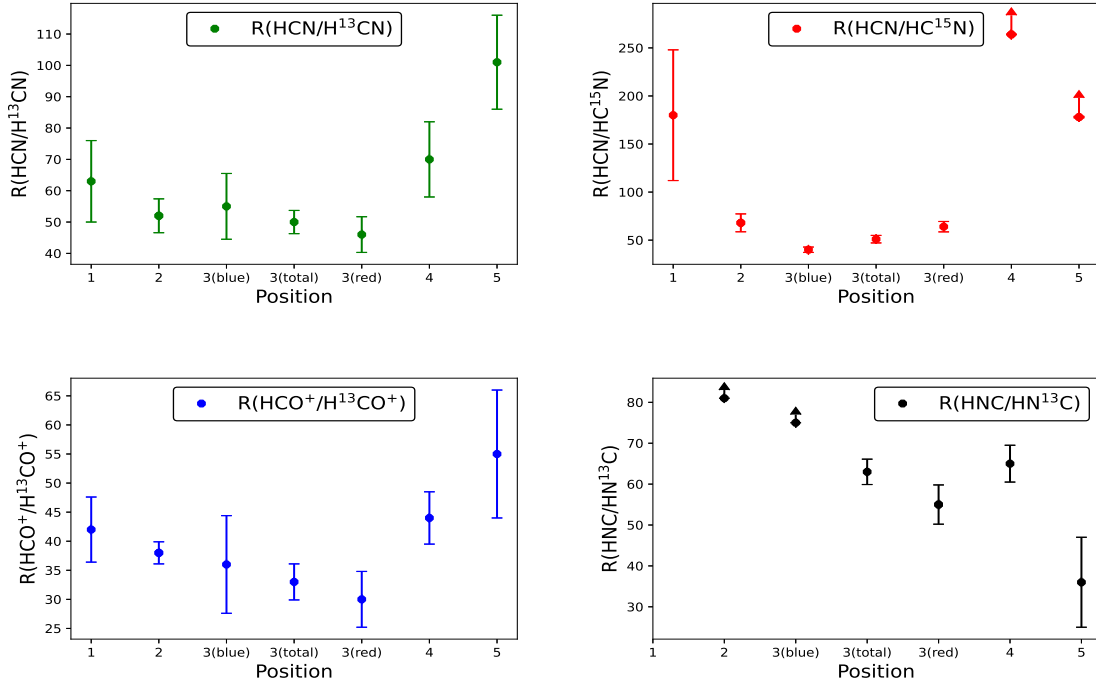 R(HCN/H¹³CN)
R(HCN/H¹³CN)
110
100
90
80
70
60
50
40
1 2 3(blue) 3(total) 3(red) 4 5
Position
R(HCN/HC¹⁵N)
R(HCN/HC¹⁵N)
250
200
150
100
50
1 2 3(blue) 3(total) 3(red) 4 5
Position
R(HCO⁺/H¹³CO⁺)
R(HCO⁺/H¹³CO⁺)
65
60
55
50
45
40
35
30
25
1 2 3(blue) 3(total) 3(red) 4 5
Position
R(HNC/HN¹³C)
R(HNC/HN¹³C)
80
70
60
50
40
30
1 2 3(blue) 3(total) 3(red) 4 5
Position